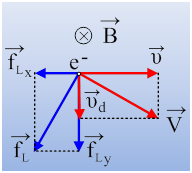 ⊗ B⃗
f⃗Lx e⁻ υ⃗
υ⃗d
V⃗
f⃗L f⃗Ly